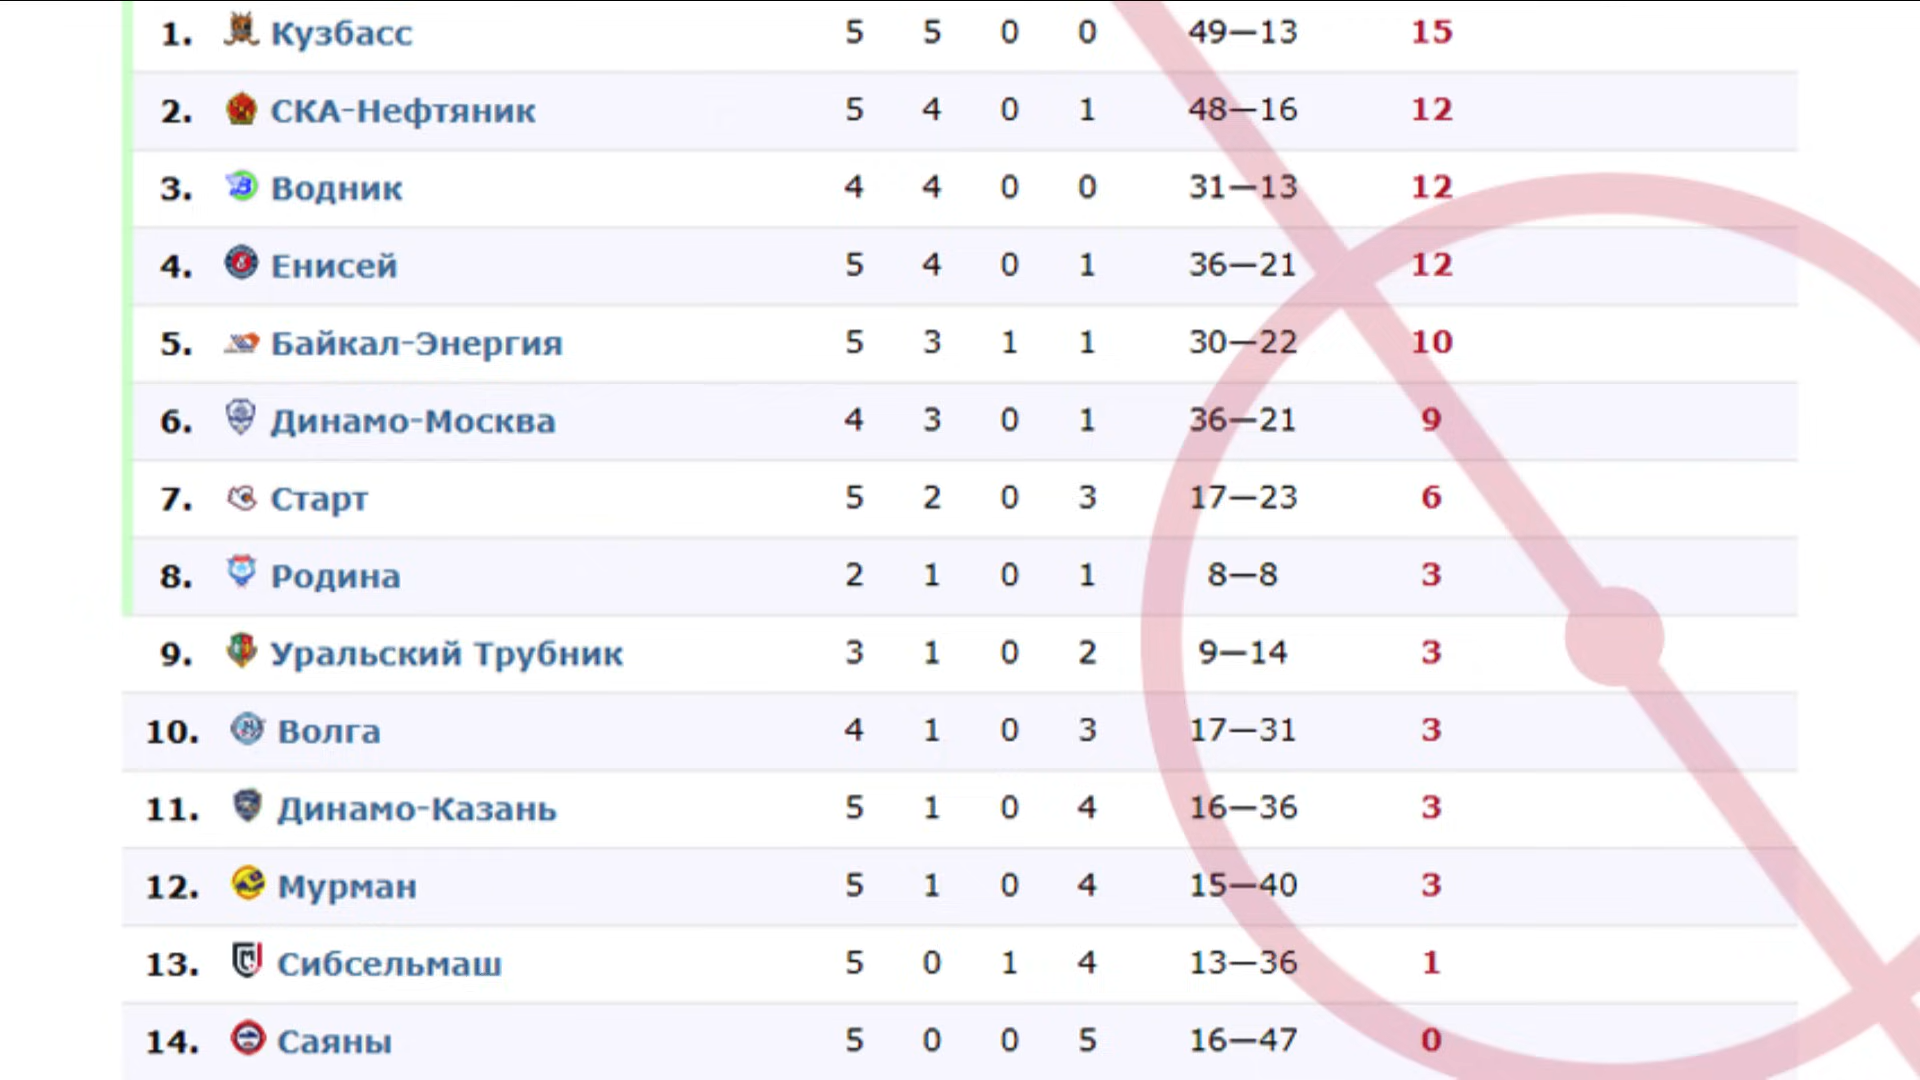 1. Кузбасс 5 5 0 0 49—13 15
2. СКА-Нефтяник 5 4 0 1 48—16 12
3. Водник 4 4 0 0 31—13 12
4. Енисей 5 4 0 1 36—21 12
5. Байкал-Энергия 5 3 1 1 30—22 10
6. Динамо-Москва 4 3 0 1 36—21 9
7. Старт 5 2 0 3 17—23 6
8. Родина 2 1 0 1 8—8 3
9. Уральский Трубник 3 1 0 2 9—14 3
10. Волга 4 1 0 3 17—31 3
11. Динамо-Казань 5 1 0 4 16—36 3
12. Мурман 5 1 0 4 15—40 3
13. Сибсельмаш 5 0 1 4 13—36 1
14. Саяны 5 0 0 5 16—47 0